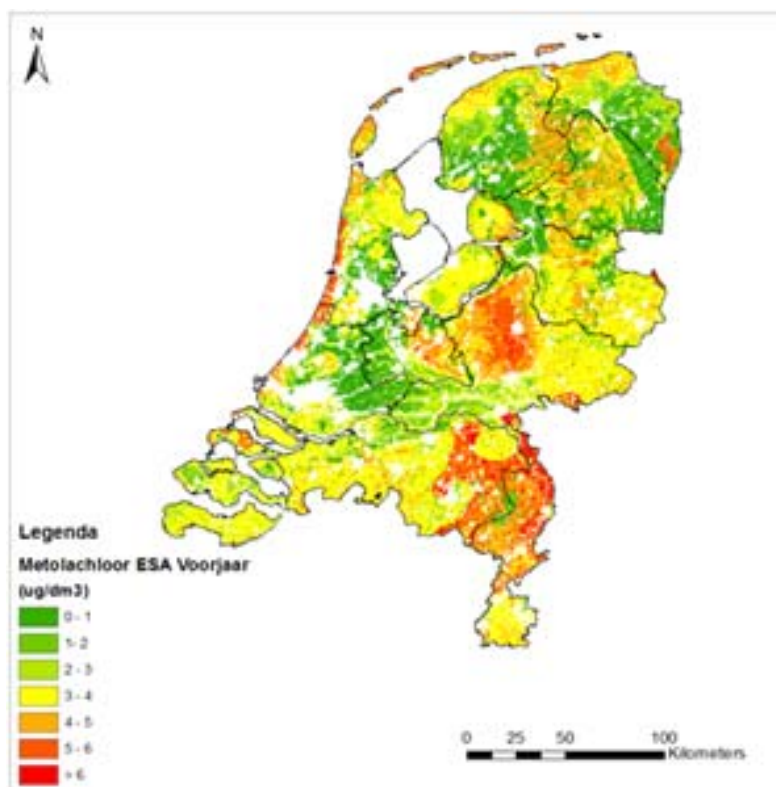 N
Legenda
Metolachloor ESA Voorjaar
(ug/dm3)
0 - 1
1- 2
2 - 3
3 - 4
4 - 5
5 - 6
> 6
0 25 50 100
Kilometers